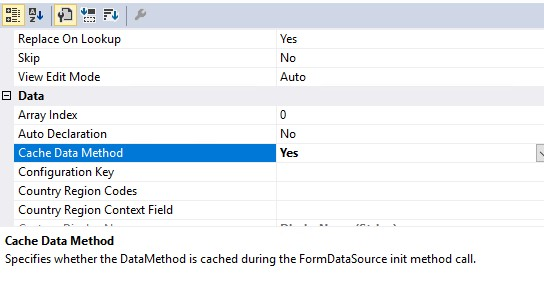 Replace On Lookup Yes
Skip No
View Edit Mode Auto
Data
Array Index 0
Auto Declaration No
Cache Data Method Yes
Configuration Key
Country Region Codes
Country Region Context Field
Cache Data Method
Specifies whether the DataMethod is cached during the FormDataSource init method call.